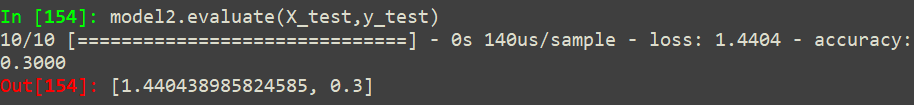 In [154]: model2.evaluate(X_test,y_test)
10/10 [==============================] - 0s 140us/sample - loss: 1.4404 - accuracy:
0.3000
Out[154]: [1.440438985824585, 0.3]